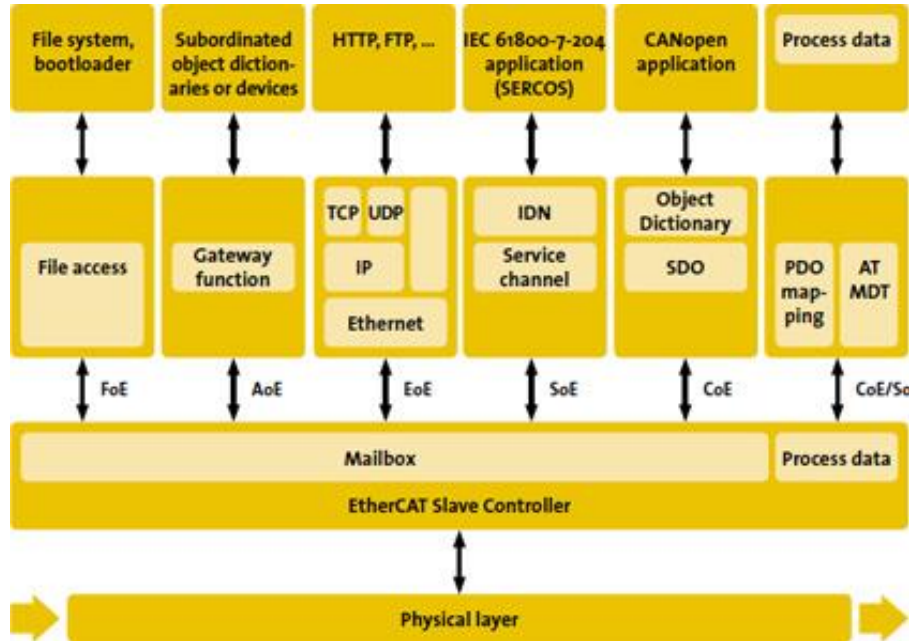 File system,
bootloader
Subordinated
object diction-
aries or devices
HTTP, FTP, ...
IEC 61800-7-204
application
(SERCOS)
CANopen
application
Process data
File access
Gateway
function
TCP UDP
IP
Ethernet
IDN
Service
channel
Object
Dictionary
SDO
PDO
map-
ping
AT
MDT
FoE
AoE
EoE
SoE
CoE
CoE/So
Mailbox
Process data
EtherCAT Slave Controller
Physical layer